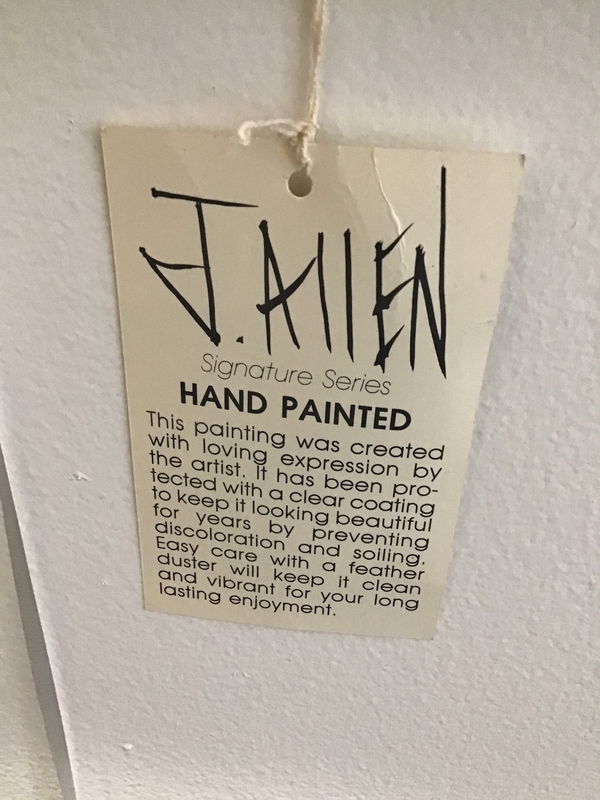 J. AllEN
Signature Series
HAND PAINTED
This painting was created
with loving expression by
the artist. It has been pro-
tected with a clear coating
to keep it looking beautiful
for years by preventing
discoloration and soiling.
Easy care with a feather
duster will keep it clean
and vibrant for your long
lasting enjoyment.